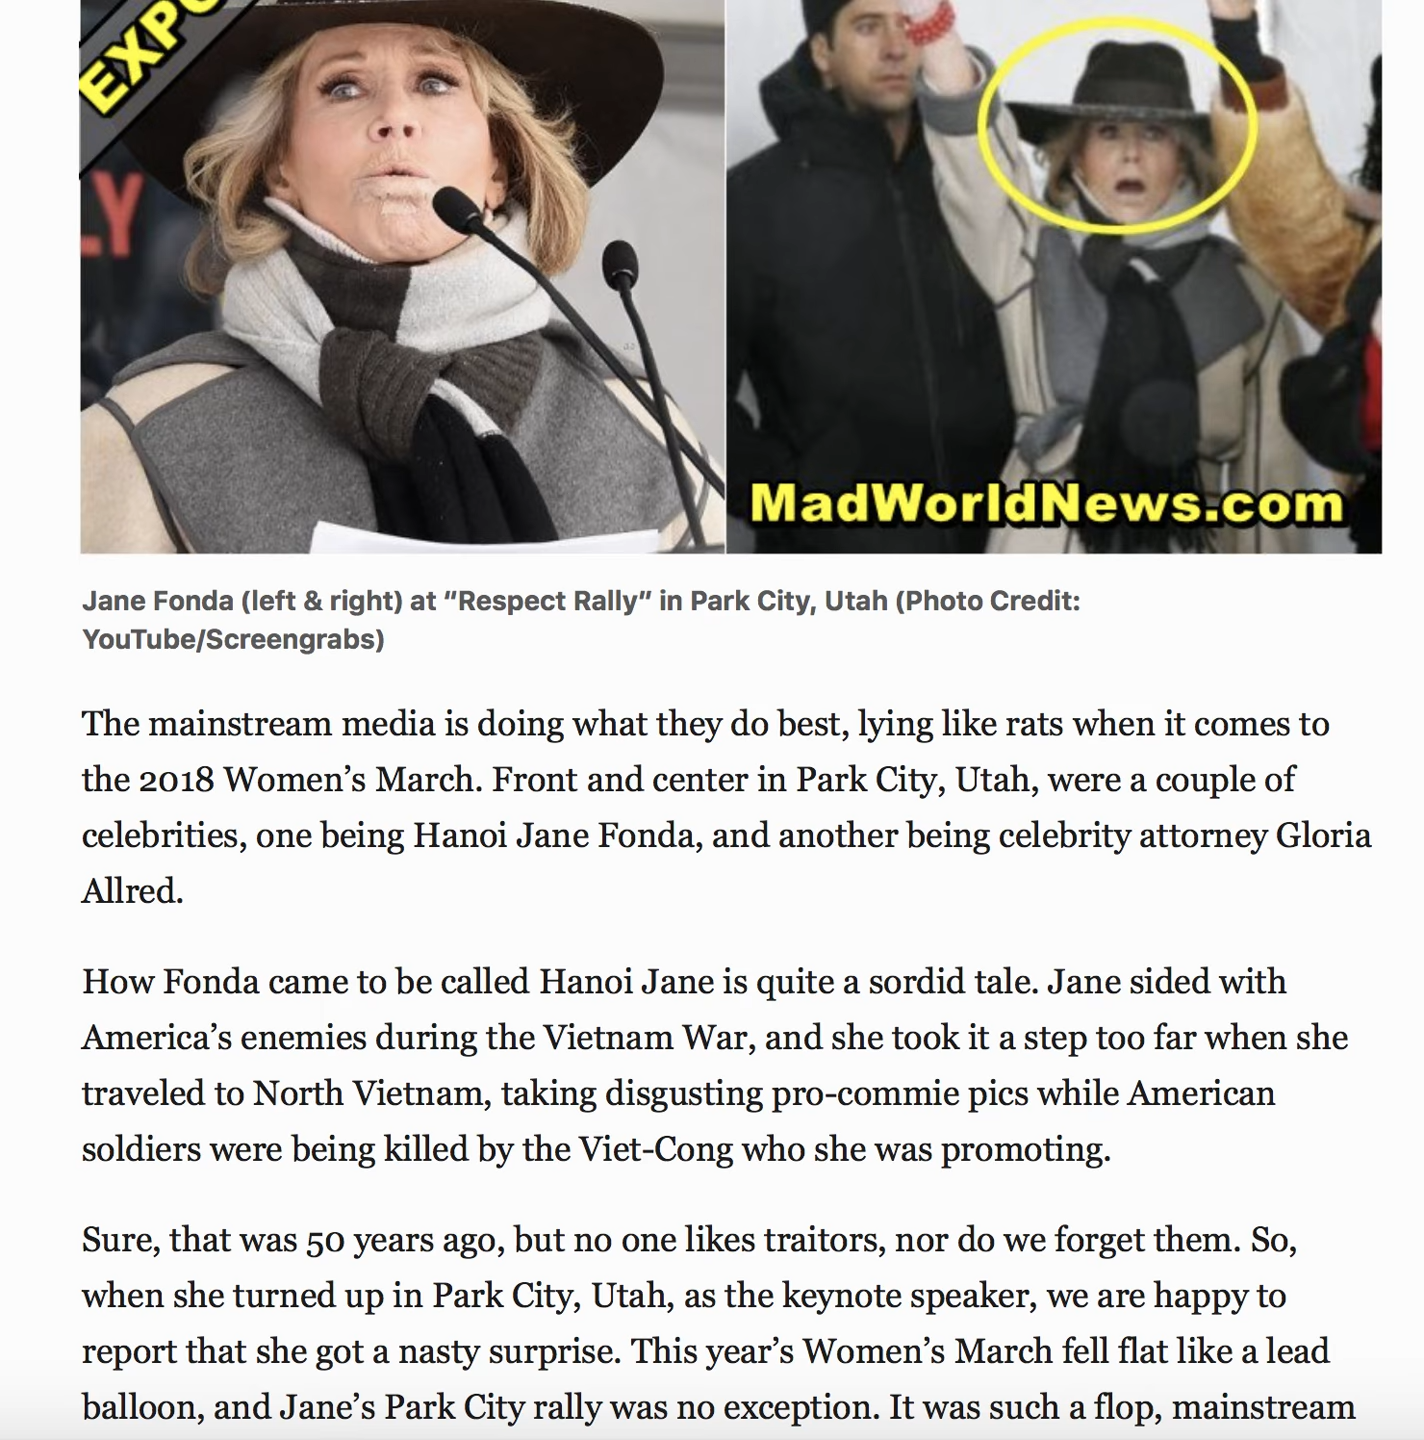 EXPO
LY
MadWorldNews.com
Jane Fonda (left & right) at “Respect Rally” in Park City, Utah (Photo Credit:
YouTube/Screengrabs)
The mainstream media is doing what they do best, lying like rats when it comes to
the 2018 Women’s March. Front and center in Park City, Utah, were a couple of
celebrities, one being Hanoi Jane Fonda, and another being celebrity attorney Gloria
Allred.
How Fonda came to be called Hanoi Jane is quite a sordid tale. Jane sided with
America’s enemies during the Vietnam War, and she took it a step too far when she
traveled to North Vietnam, taking disgusting pro-commie pics while American
soldiers were being killed by the Viet-Cong who she was promoting.
Sure, that was 50 years ago, but no one likes traitors, nor do we forget them. So,
when she turned up in Park City, Utah, as the keynote speaker, we are happy to
report that she got a nasty surprise. This year’s Women’s March fell flat like a lead
balloon, and Jane’s Park City rally was no exception. It was such a flop, mainstream